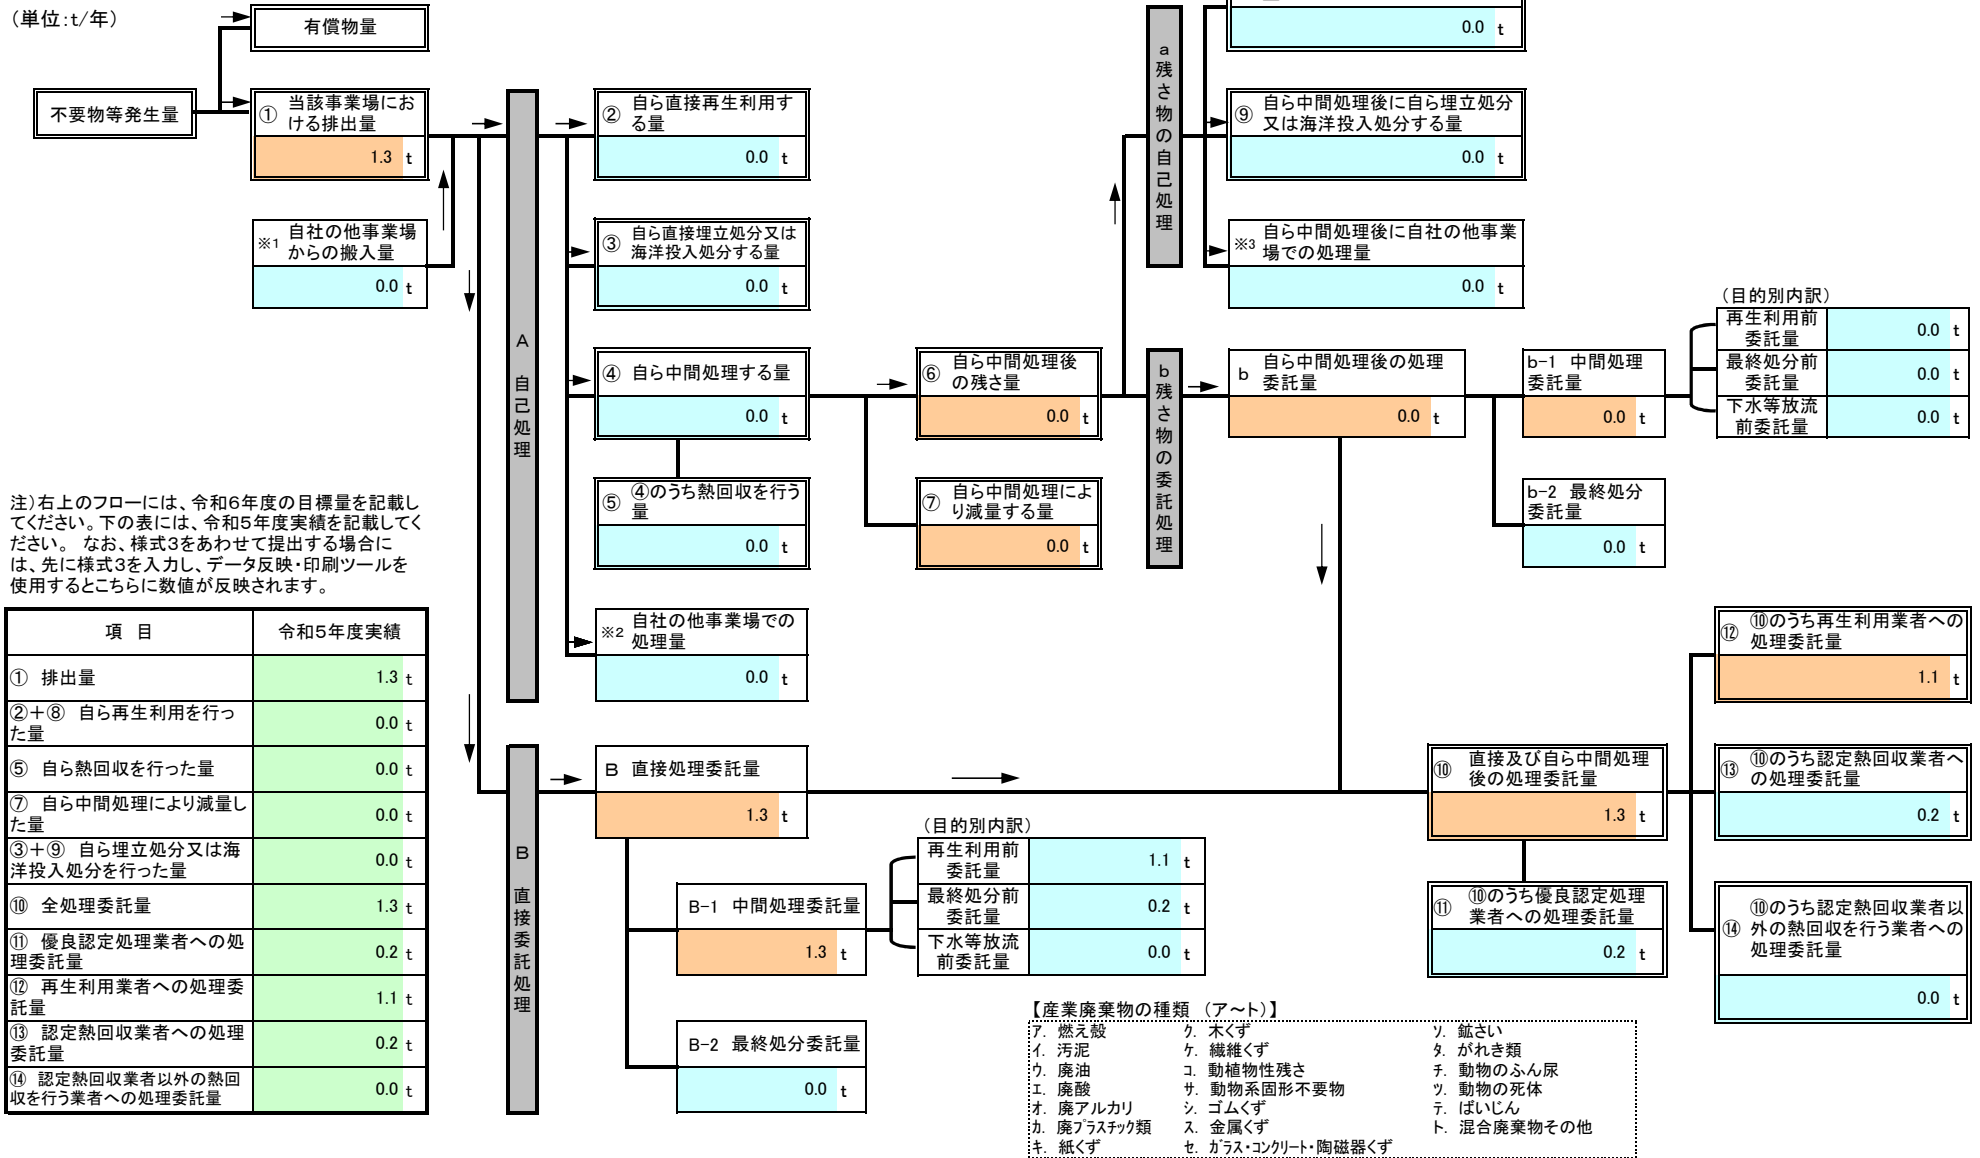 （単位:t/年）
有償物量
不要物等発生量
① 当該事業場にお
ける排出量
1.3 t
※1 自社の他事業場
からの搬入量
0.0 t
A 自己処理
② 自ら直接再生利用す
る量
0.0 t
③ 自ら直接埋立処分又は
海洋投入処分する量
0.0 t
④ 自ら中間処理する量
0.0 t
⑤ ④のうち熱回収を行う
量
0.0 t
※2 自社の他事業場での
処理量
0.0 t
⑥ 自ら中間処理後
の残さ量
0.0 t
⑦ 自ら中間処理によ
り減量する量
0.0 t
a 残さ物の自己処理
0.0 t
⑨ 自ら中間処理後に自ら埋立処分
又は海洋投入処分する量
0.0 t
※3 自ら中間処理後に自社の他事業
場での処理量
0.0 t
b 残さ物の委託処理
b 自ら中間処理後の処理
委託量
0.0 t
b-1 中間処理
委託量
0.0 t
b-2 最終処分
委託量
0.0 t
（目的別内訳）
再生利用前
委託量
0.0 t
最終処分前
委託量
0.0 t
下水等放流
前委託量
0.0 t
注）右上のフローには、令和6年度の目標量を記載し
てください。下の表には、令和5年度実績を記載してく
ださい。 なお、様式3をあわせて提出する場合に
は、先に様式3を入力し、データ反映・印刷ツールを
使用するとこちらに数値が反映されます。
項 目 令和5年度実績
① 排出量 1.3 t
②＋⑧ 自ら再生利用を行っ
た量 0.0 t
⑤ 自ら熱回収を行った量 0.0 t
⑦ 自ら中間処理により減量し
た量 0.0 t
③＋⑨ 自ら埋立処分又は海
洋投入処分を行った量 0.0 t
⑩ 全処理委託量 1.3 t
⑪ 優良認定処理業者への処
理委託量 0.2 t
⑫ 再生利用業者への処理委
託量 1.1 t
⑬ 認定熱回収業者への処理
委託量 0.2 t
⑭ 認定熱回収業者以外の熱回
収を行う業者への処理委託量 0.0 t
B 直接委託処理
B 直接処理委託量
1.3 t
B-1 中間処理委託量
1.3 t
B-2 最終処分委託量
0.0 t
（目的別内訳）
再生利用前
委託量
1.1 t
最終処分前
委託量
0.2 t
下水等放流
前委託量
0.0 t
⑩ 直接及び自ら中間処理
後の処理委託量
1.3 t
⑪ ⑩のうち優良認定処理
業者への処理委託量
0.2 t
⑫ ⑩のうち再生利用業者への
処理委託量
1.1 t
⑬ ⑩のうち認定熱回収業者へ
の処理委託量
0.2 t
⑭ ⑩のうち認定熱回収業者以
外の熱回収を行う業者への
処理委託量
0.0 t
【産業廃棄物の種類 （ア～ト）】
ア. 燃え殻 ク. 木くず ソ. 鉱さい
イ. 汚泥 ケ. 繊維くず タ. がれき類
ウ. 廃油 コ. 動植物性残さ チ. 動物のふん尿
エ. 廃酸 サ. 動物系固形不要物 ツ. 動物の死体
オ. 廃アルカリ シ. ゴムくず テ. ばいじん
カ. 廃プラスチック類 ス. 金属くず ト. 混合廃棄物その他
キ. 紙くず セ. ガラス・コンクリート・陶磁器くず